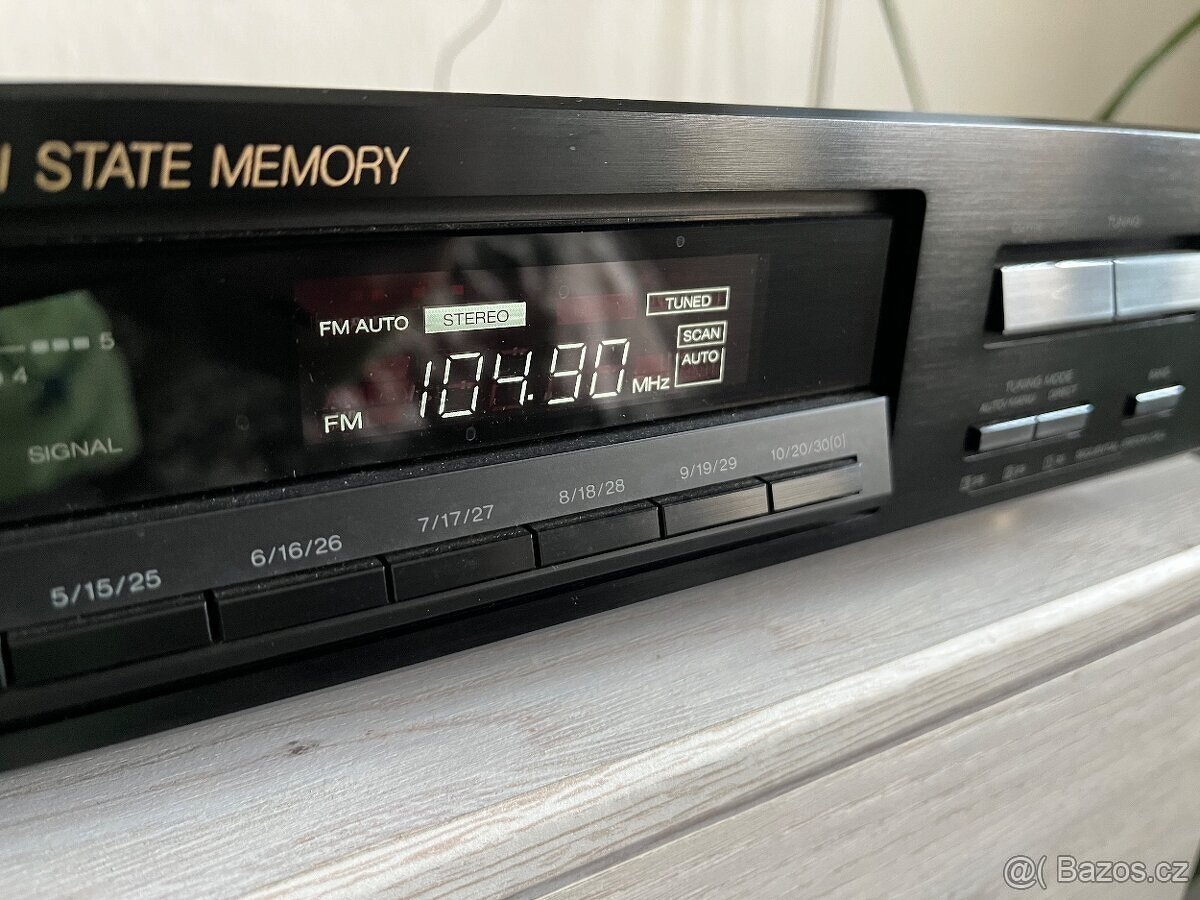 STATE MEMORY
TUNING
TUNED
FM AUTO STEREO
SCAN
5
AUTO
4
104.90 MHz
FM
SIGNAL
TUNING MODE
10/20/30[0]
9/19/29
8/18/28
7/17/27
6/16/26
5/15/25
@( Bazos.cz